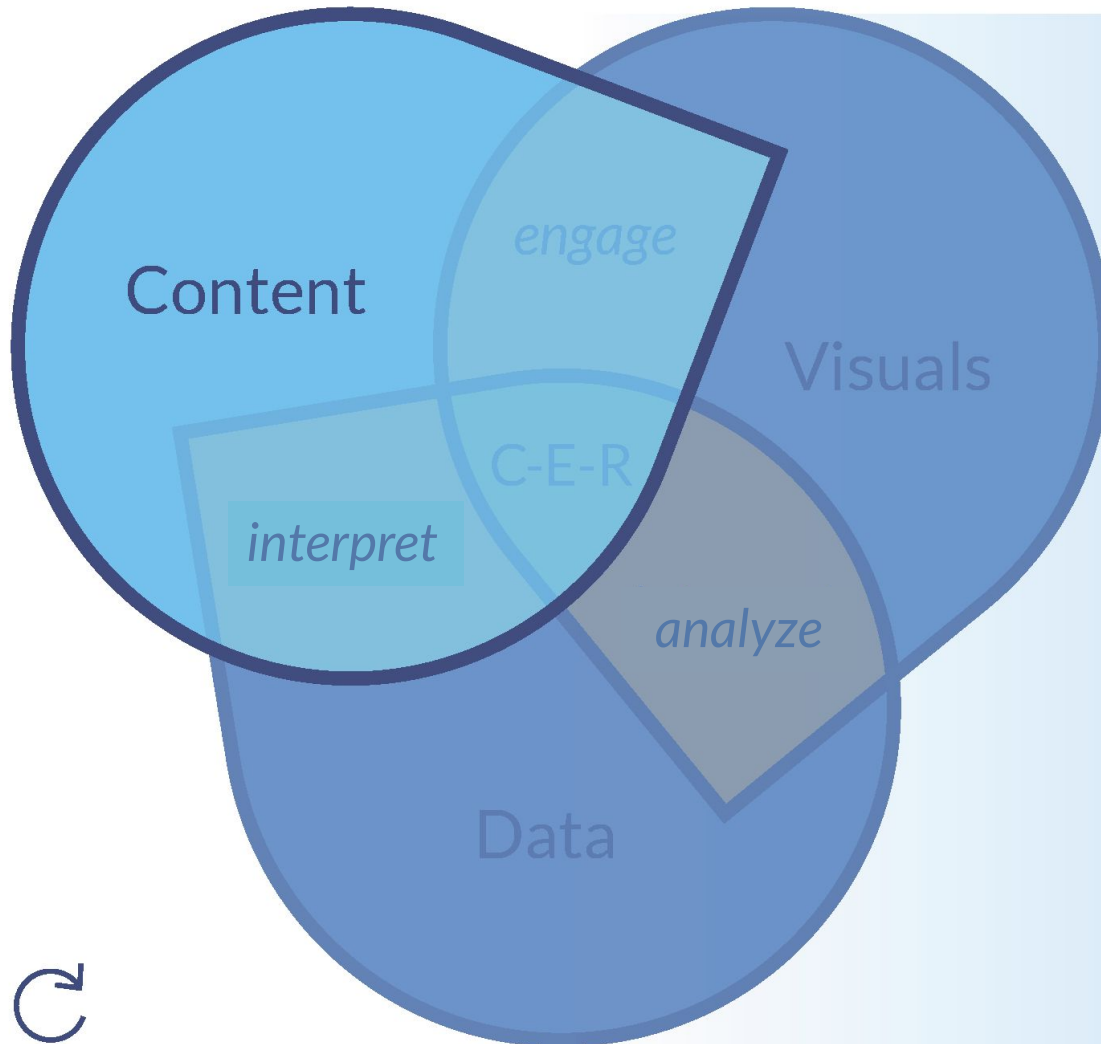 engage
Content
Visuals
C-E-R
interpret
analyze
Data